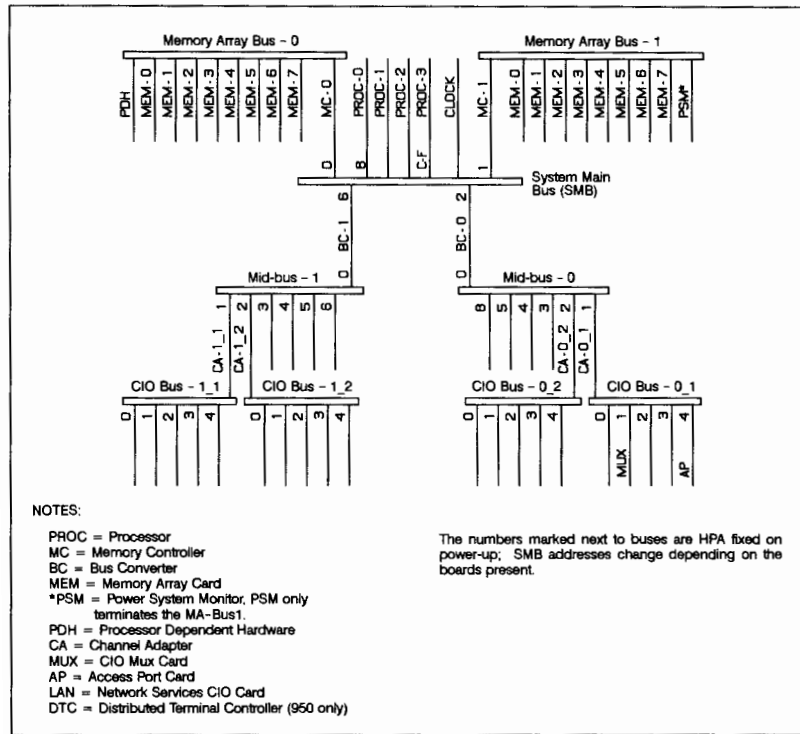 Memory Array Bus - 0
Memory Array Bus - 1
PDH
MEM-0
MEM-1
MEM-2
MEM-3
MEM-4
MEM-5
MEM-6
MEM-7
MC-0
PROC-0
PROC-1
PROC-2
PROC-3
CLOCK
MC-1
MEM-0
MEM-1
MEM-2
MEM-3
MEM-4
MEM-5
MEM-6
MEM-7
PSM*
0
8
C-F
1
System Main
Bus (SMB)
6
2
BC-1
BC-0
0
0
Mid-bus - 1
Mid-bus - 0
1
2
3
4
5
6
8
5
4
3
2
1
CA-1_1
CA-1_2
CA-0_2
CA-0_1
CIO Bus - 1_1
CIO Bus - 1_2
CIO Bus - 0_2
CIO Bus - 0_1
0
1
2
3
4
0
1
2
3
4
0
1
2
3
4
0
1
2
3
4
MUX
AP
NOTES:
PROC = Processor
MC = Memory Controller
BC = Bus Converter
MEM = Memory Array Card
*PSM = Power System Monitor, PSM only
terminates the MA-Bus1.
PDH = Processor Dependent Hardware
CA = Channel Adapter
MUX = CIO Mux Card
AP = Access Port Card
LAN = Network Services CIO Card
DTC = Distributed Terminal Controller (950 only)
The numbers marked next to buses are HPA fixed on
power-up; SMB addresses change depending on the
boards present.